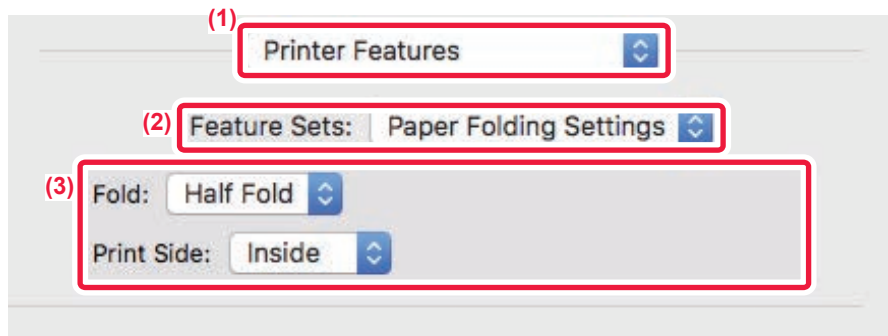 (1)
Printer Features
(2) Feature Sets: Paper Folding Settings
(3) Fold: Half Fold
Print Side: Inside